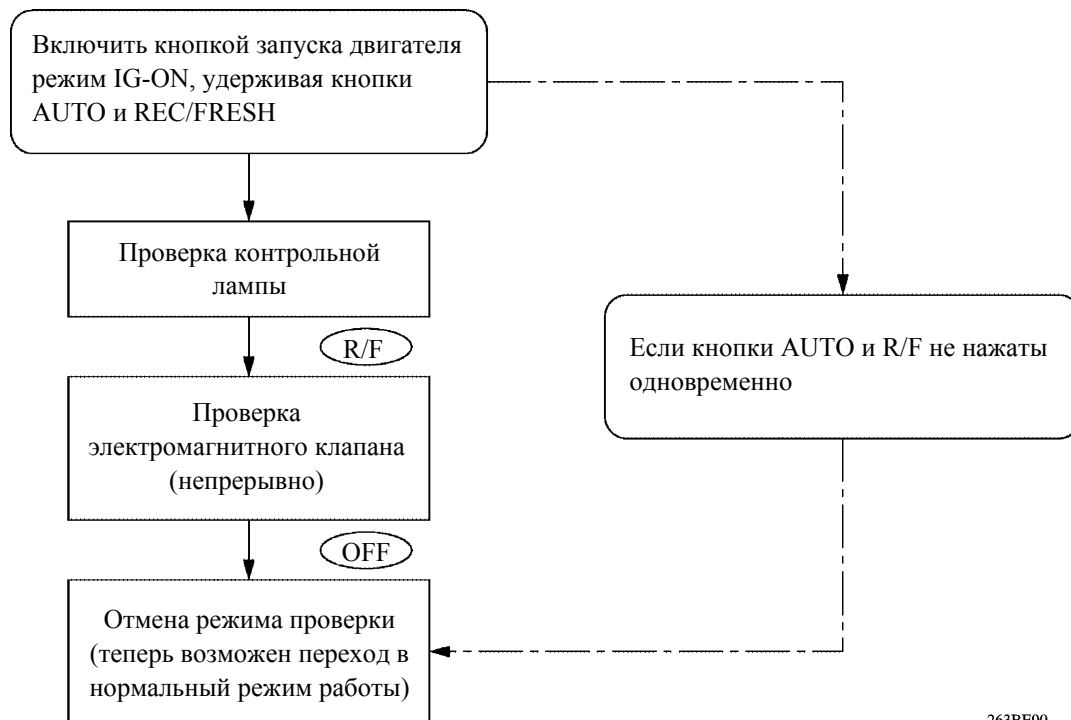 Включить кнопкой запуска двигателя
режим IG-ON, удерживая кнопки
AUTO и REC/FRESH
Проверка контрольной
лампы
R/F
Если кнопки AUTO и R/F не нажаты
одновременно
Проверка
электромагнитного клапана
(непрерывно)
OFF
Отмена режима проверки
(теперь возможен переход в
нормальный режим работы)